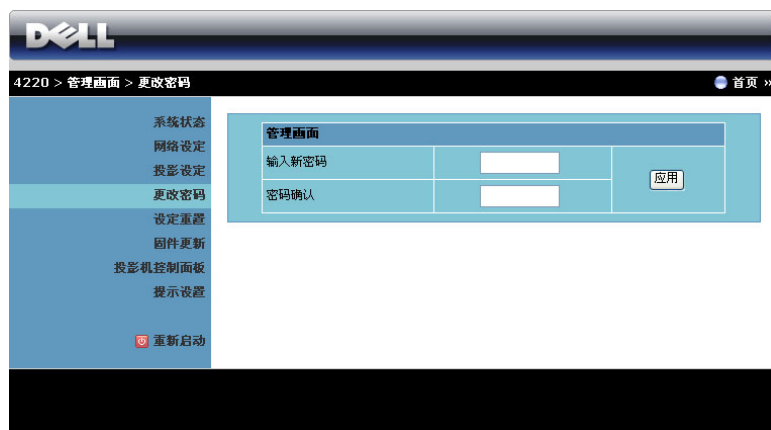 DELL
4220 > 管理画面 > 更改密码
首页 »
系统状态
网络设定
投影设定
更改密码
设定重置
固件更新
投影机控制面板
提示设置
重新启动
管理画面
输入新密码
密码确认
应用